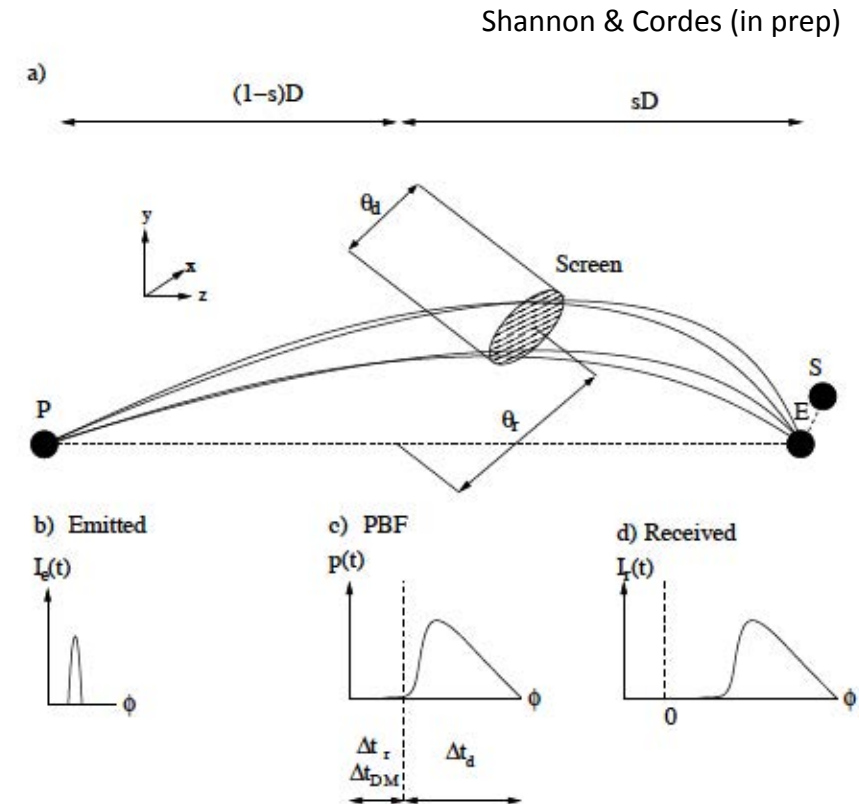 Shannon & Cordes (in prep)
a)
(1–s)D
sD
θd
y
x
z
Screen
P
S
E
θr
b) Emitted
c) PBF
d) Received
Ie(t)
p(t)
Ir(t)
ϕ
ϕ
ϕ
0
Δt r
Δtd
ΔtDM